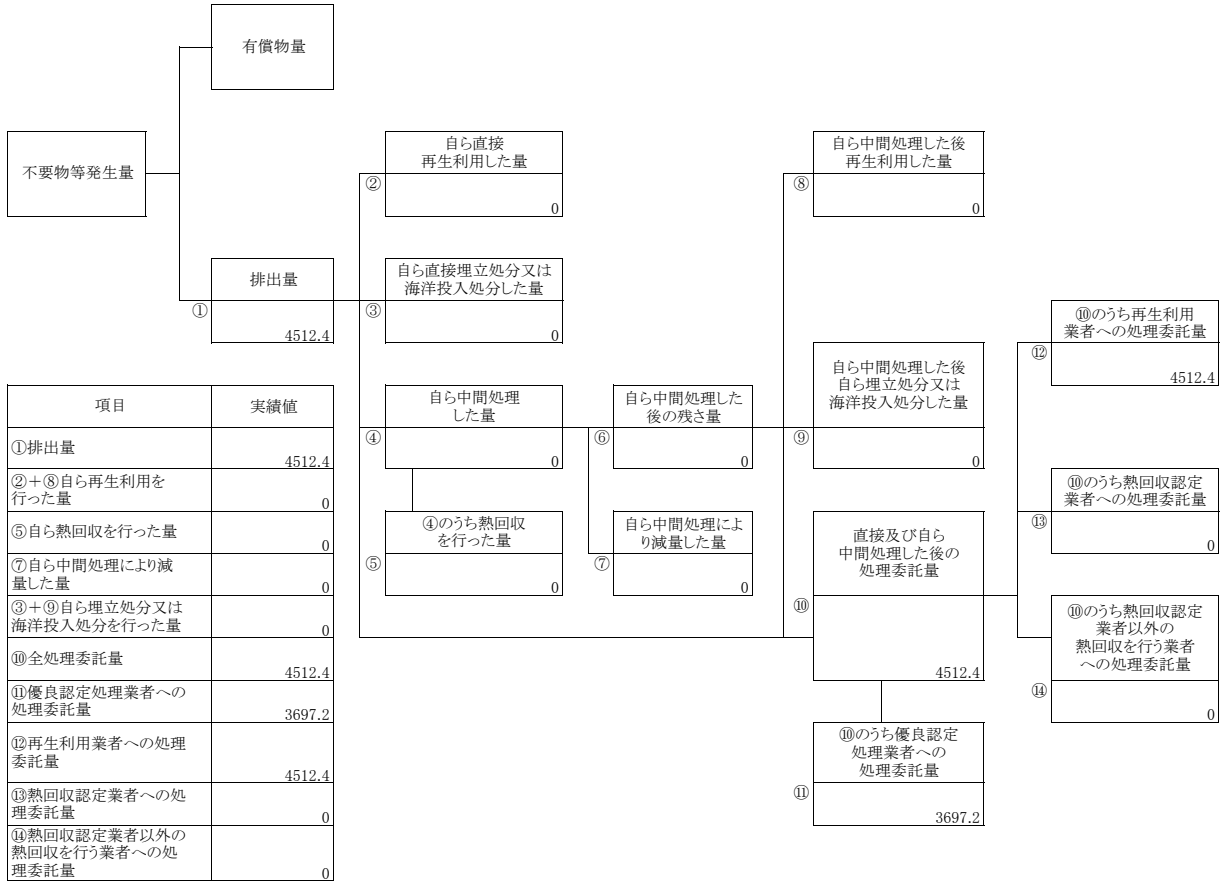 有償物量
不要物等発生量
自ら直接
再生利用した量
②
0
自ら中間処理した後
再生利用した量
⑧
0
排出量
①
4512.4
自ら直接埋立処分又は
海洋投入処分した量
③
0
⑩のうち再生利用
業者への処理委託量
⑫
4512.4
自ら中間処理
した量
④
0
自ら中間処理した
後の残さ量
⑥
0
自ら中間処理した後
自ら埋立処分又は
海洋投入処分した量
⑨
0
⑩のうち熱回収認定
業者への処理委託量
⑬
0
④のうち熱回収
を行った量
⑤
0
自ら中間処理によ
り減量した量
⑦
0
直接及び自ら
中間処理した後の
処理委託量
⑩
4512.4
⑩のうち熱回収認定
業者以外の
熱回収を行う業者
への処理委託量
⑭
0
⑩のうち優良認定
処理業者への
処理委託量
⑪
3697.2
項目 実績値
①排出量
4512.4
②＋⑧自ら再生利用を
行った量
0
⑤自ら熱回収を行った量
0
⑦自ら中間処理により減
量した量
0
③＋⑨自ら埋立処分又は
海洋投入処分を行った量
0
⑩全処理委託量
4512.4
⑪優良認定処理業者への
処理委託量
3697.2
⑫再生利用業者への処理
委託量
4512.4
⑬熱回収認定業者への処
理委託量
0
⑭熱回収認定業者以外の
熱回収を行う業者への処
理委託量
0